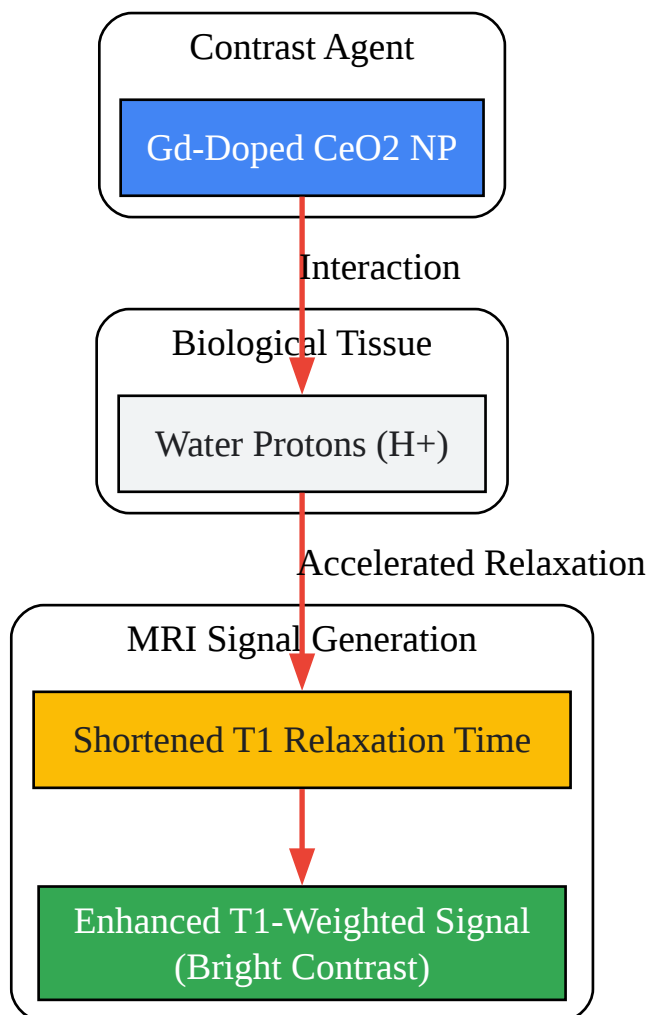 Contrast Agent
Gd-Doped CeO2 NP
Interaction
Biological Tissue
Water Protons (H+)
Accelerated Relaxation
MRI Signal Generation
Shortened T1 Relaxation Time
Enhanced T1-Weighted Signal
(Bright Contrast)